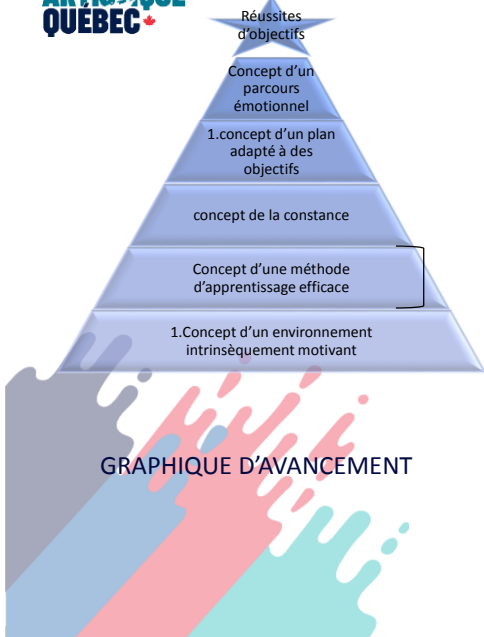 QUÉBEC
Réussites
d'objectifs
Concept d'un
parcours
émotionnel
1.concept d'un plan
adapté à des
objectifs
concept de la constance
Concept d'une méthode
d'apprentissage efficace
1.Concept d'un environnement
intrinsèquement motivant
GRAPHIQUE D'AVANCEMENT